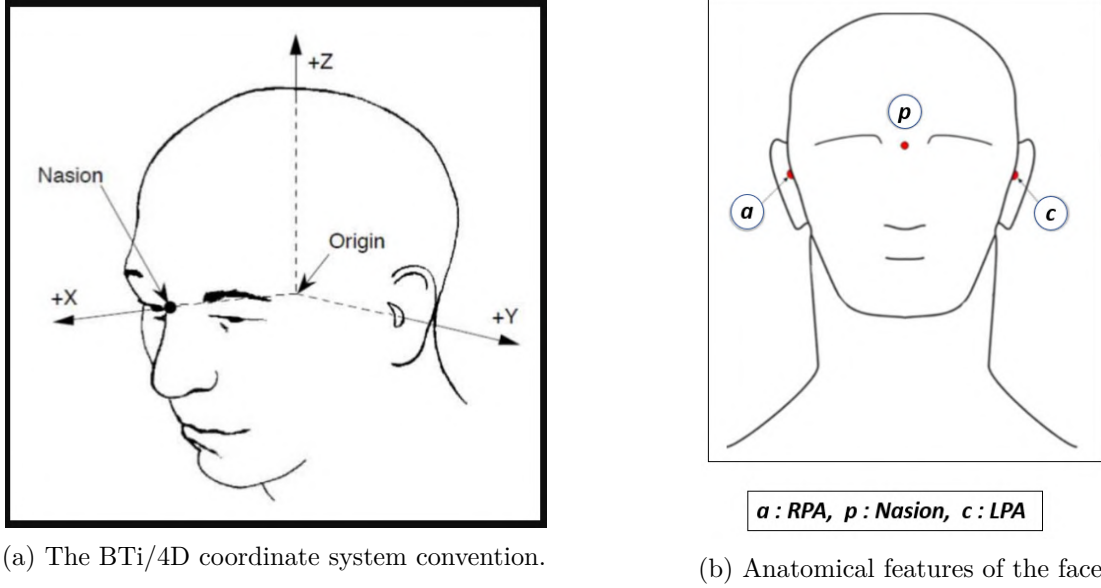 +Z
Nasion
Origin
+X
+Y
p
a
c
a : RPA, p : Nasion, c : LPA
(a) The BTi/4D coordinate system convention.
(b) Anatomical features of the face